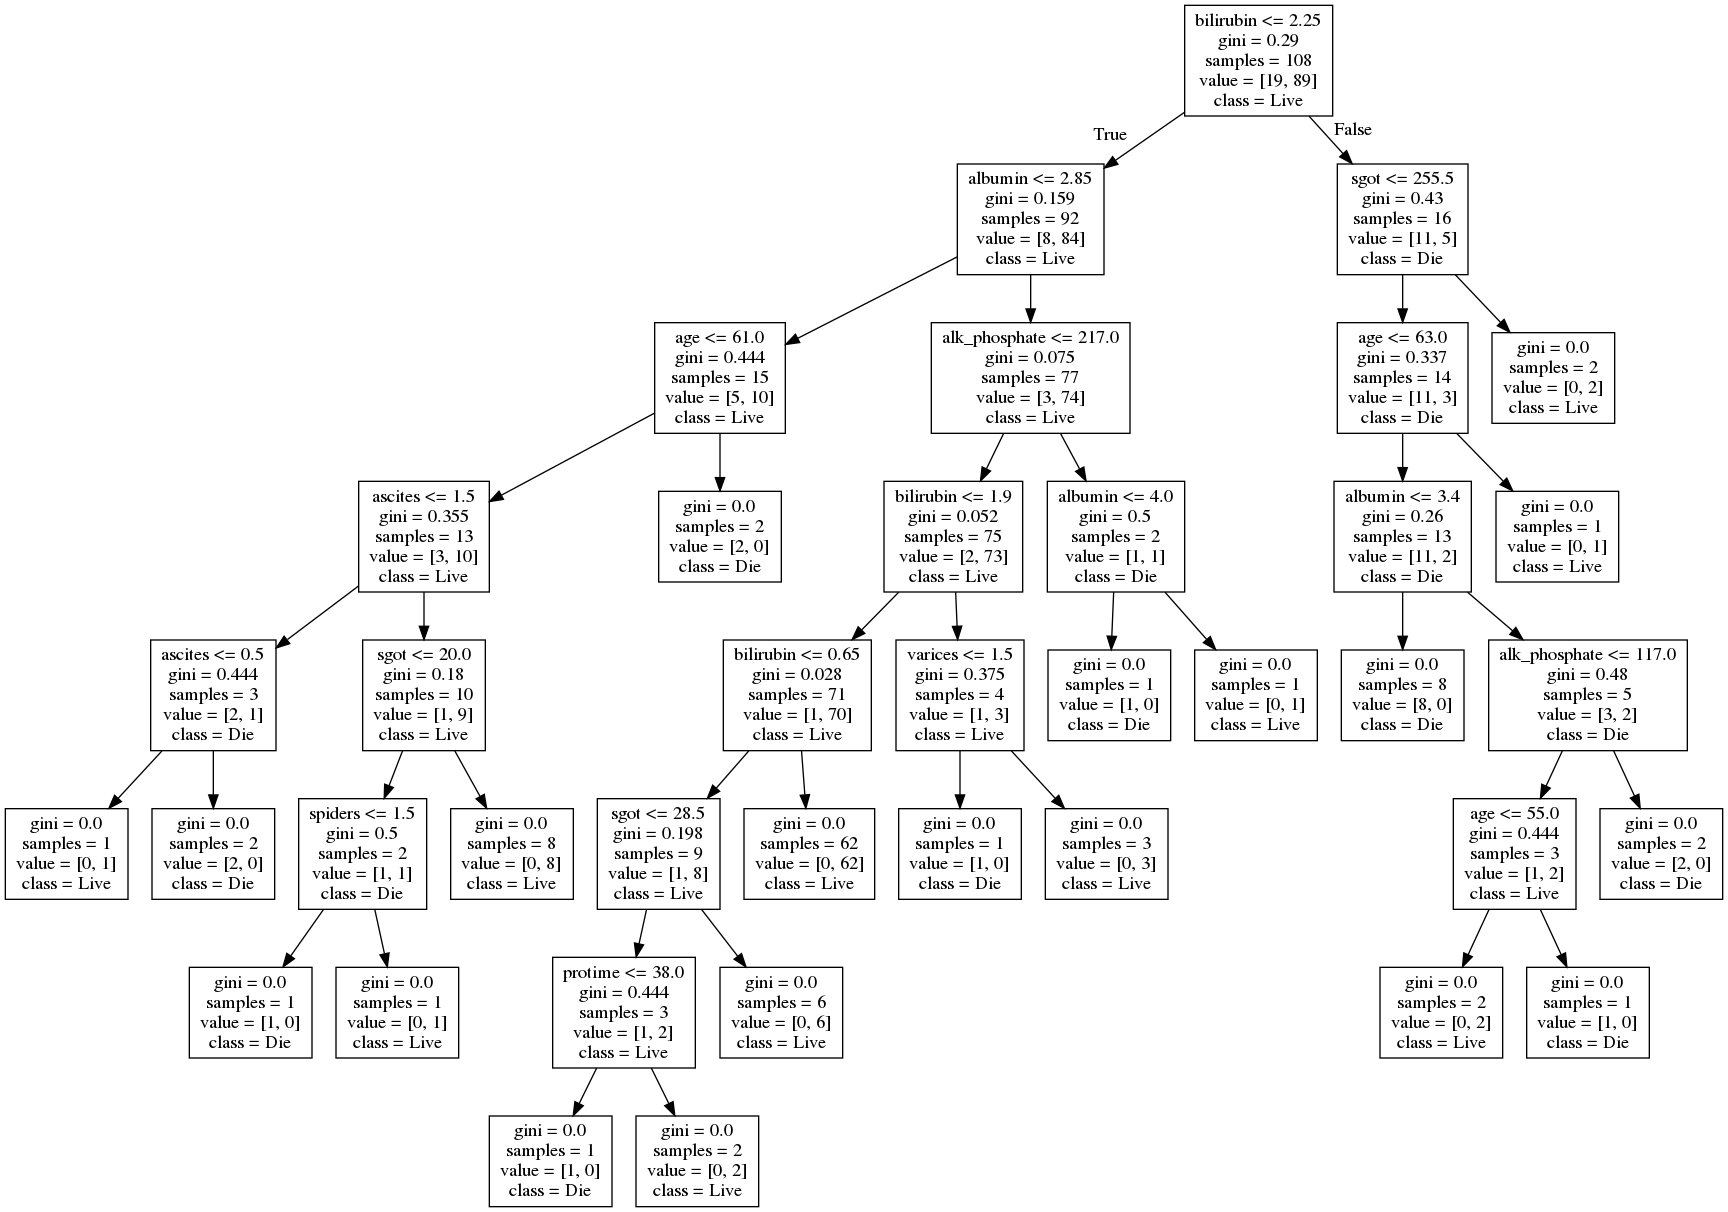 bilirubin <= 2.25
gini = 0.29
samples = 108
value = [19, 89]
class = Live
True
False
albumin <= 2.85
gini = 0.159
samples = 92
value = [8, 84]
class = Live
sgot <= 255.5
gini = 0.43
samples = 16
value = [11, 5]
class = Die
age <= 61.0
gini = 0.444
samples = 15
value = [5, 10]
class = Live
alk_phosphate <= 217.0
gini = 0.075
samples = 77
value = [3, 74]
class = Live
age <= 63.0
gini = 0.337
samples = 14
value = [11, 3]
class = Die
gini = 0.0
samples = 2
value = [0, 2]
class = Live
ascites <= 1.5
gini = 0.355
samples = 13
value = [3, 10]
class = Live
gini = 0.0
samples = 2
value = [2, 0]
class = Die
bilirubin <= 1.9
gini = 0.052
samples = 75
value = [2, 73]
class = Live
albumin <= 4.0
gini = 0.5
samples = 2
value = [1, 1]
class = Die
albumin <= 3.4
gini = 0.26
samples = 13
value = [11, 2]
class = Die
gini = 0.0
samples = 1
value = [0, 1]
class = Live
ascites <= 0.5
gini = 0.444
samples = 3
value = [2, 1]
class = Die
sgot <= 20.0
gini = 0.18
samples = 10
value = [1, 9]
class = Live
bilirubin <= 0.65
gini = 0.028
samples = 71
value = [1, 70]
class = Live
varices <= 1.5
gini = 0.375
samples = 4
value = [1, 3]
class = Live
gini = 0.0
samples = 1
value = [1, 0]
class = Die
gini = 0.0
samples = 1
value = [0, 1]
class = Live
gini = 0.0
samples = 8
value = [8, 0]
class = Die
alk_phosphate <= 117.0
gini = 0.48
samples = 5
value = [3, 2]
class = Die
gini = 0.0
samples = 1
value = [0, 1]
class = Live
gini = 0.0
samples = 2
value = [2, 0]
class = Die
spiders <= 1.5
gini = 0.5
samples = 2
value = [1, 1]
class = Die
gini = 0.0
samples = 8
value = [0, 8]
class = Live
sgot <= 28.5
gini = 0.198
samples = 9
value = [1, 8]
class = Live
gini = 0.0
samples = 62
value = [0, 62]
class = Live
gini = 0.0
samples = 1
value = [1, 0]
class = Die
gini = 0.0
samples = 3
value = [0, 3]
class = Live
age <= 55.0
gini = 0.444
samples = 3
value = [1, 2]
class = Live
gini = 0.0
samples = 2
value = [2, 0]
class = Die
gini = 0.0
samples = 1
value = [1, 0]
class = Die
gini = 0.0
samples = 1
value = [0, 1]
class = Live
protime <= 38.0
gini = 0.444
samples = 3
value = [1, 2]
class = Live
gini = 0.0
samples = 6
value = [0, 6]
class = Live
gini = 0.0
samples = 2
value = [0, 2]
class = Live
gini = 0.0
samples = 1
value = [1, 0]
class = Die
gini = 0.0
samples = 1
value = [1, 0]
class = Die
gini = 0.0
samples = 2
value = [0, 2]
class = Live